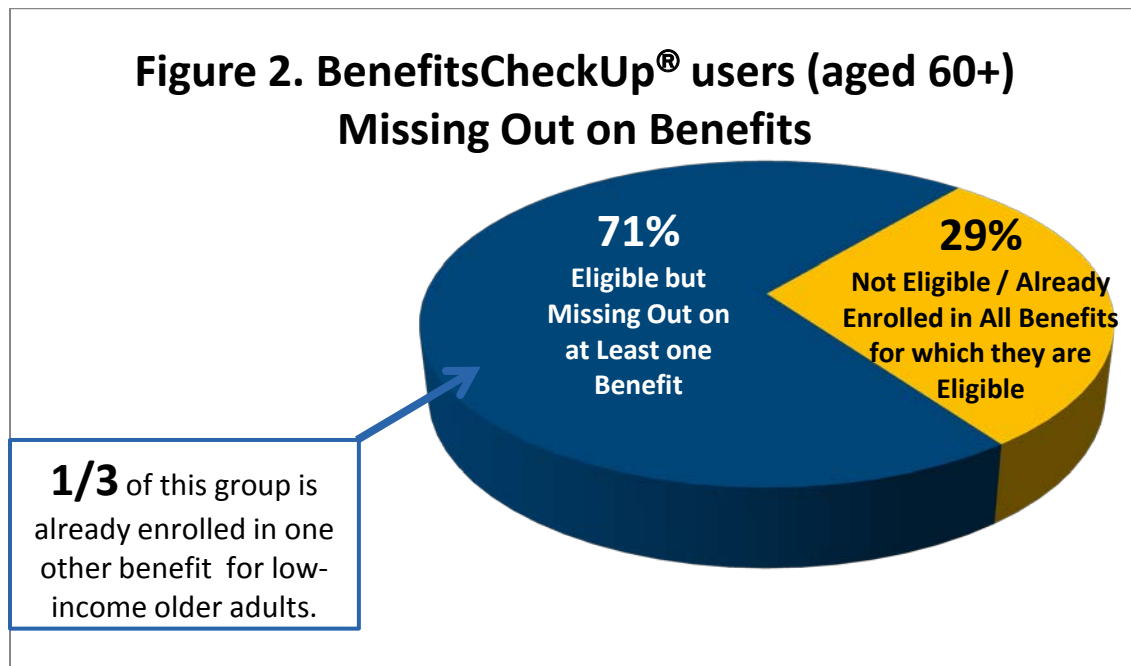 Figure 2. BenefitsCheckUp® users (aged 60+)
Missing Out on Benefits
71%
Eligible but
Missing Out on
at Least one
Benefit
29%
Not Eligible / Already
Enrolled in All Benefits
for which they are
Eligible
1/3 of this group is
already enrolled in one
other benefit for low-
income older adults.